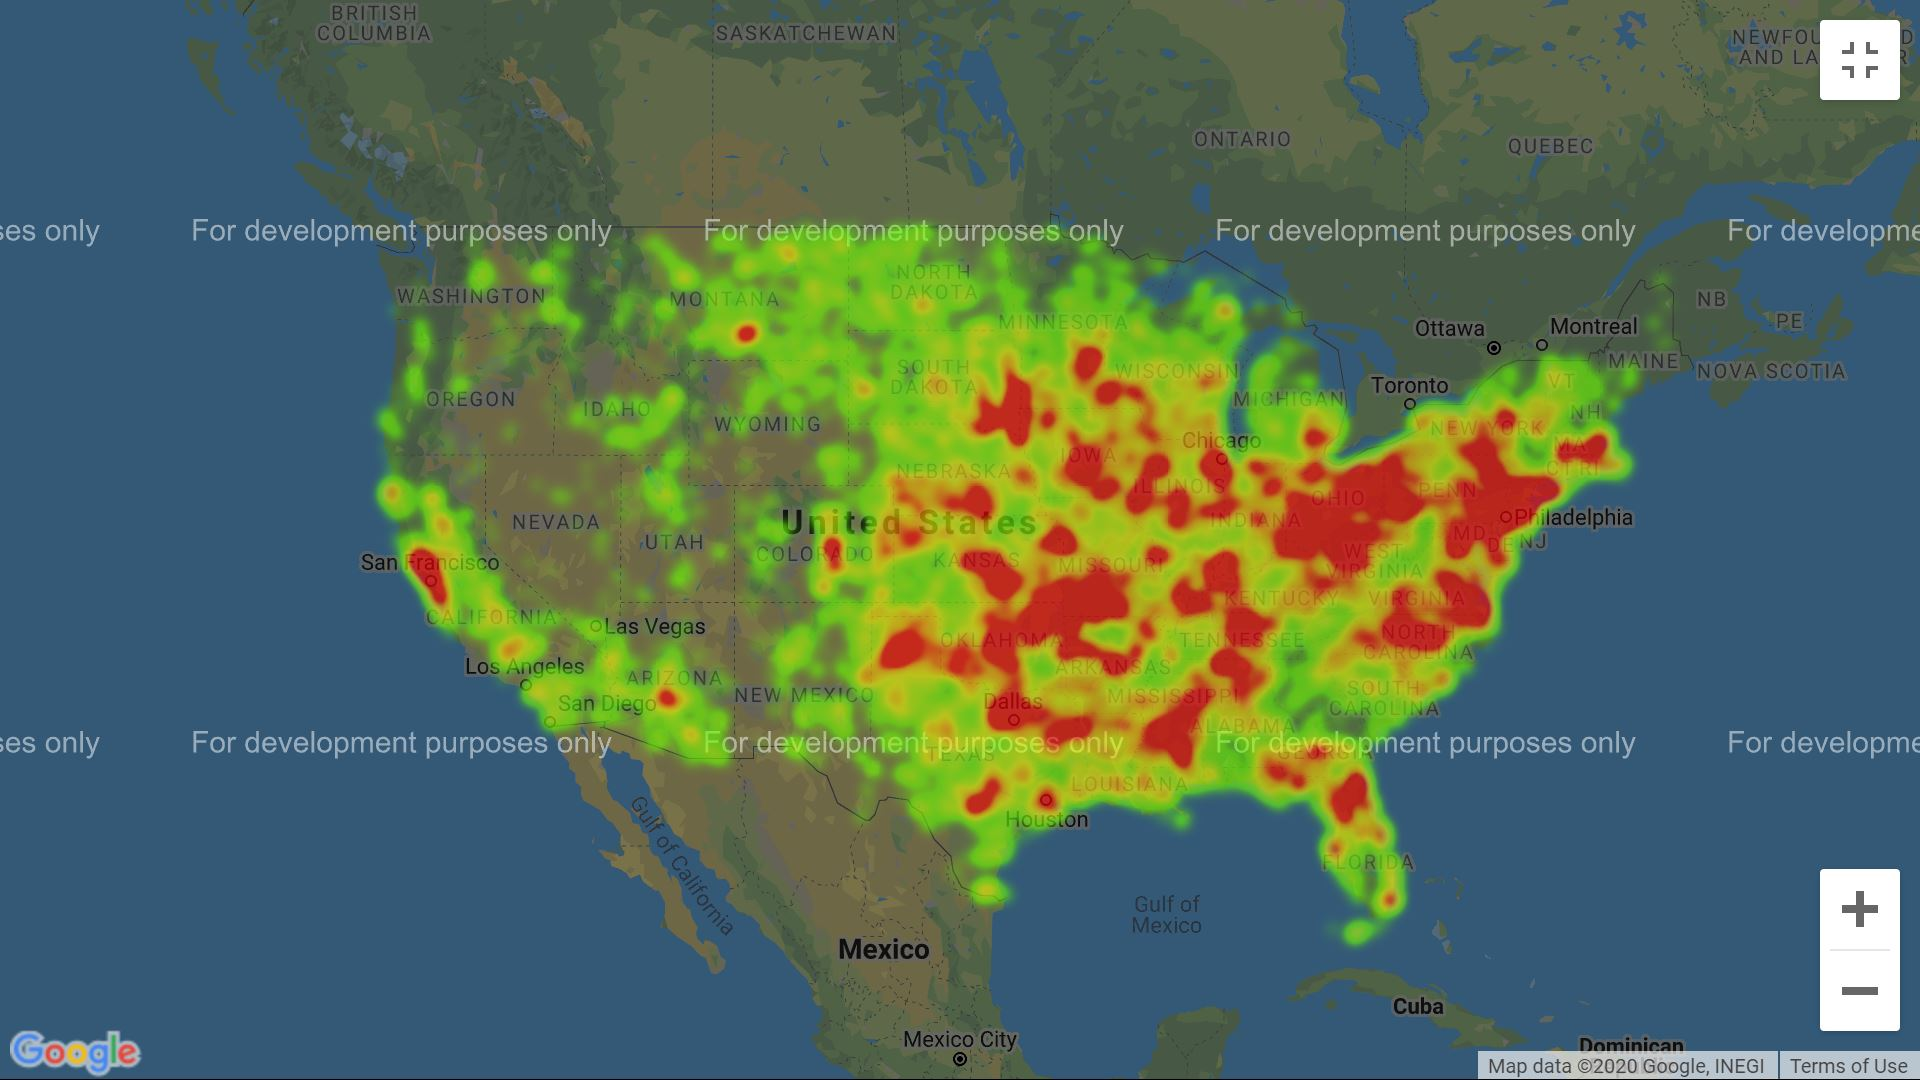 BRITISH
COLUMBIA
SASKATCHEWAN
NEWFOU
D
AND LA
R
ONTARIO
QUEBEC
ses only
For development purposes only
For development purposes only
For development purposes only
For developme
NORTH
DAKOTA
WASHINGTON
MONTANA
NB
MINNESOTA
PE
Ottawa
Montreal
MAINE
SOUTH
DAKOTA
WISCONSIN
NOVA SCOTIA
VT
Toronto
OREGON
IDAHO
MICHIGAN
NH
WYOMING
NEW YORK
Chicago
MA
IOWA
CT RI
NEBRASKA
ILLINOIS
OHIO
PENN
United States
NEVADA
INDIANA
Philadelphia
UTAH
MD
DE NJ
COLORADO
KANSAS
MISSOURI
WEST
VIRGINIA
San Francisco
KENTUCKY
VIRGINIA
CALIFORNIA
Las Vegas
OKLAHOMA
TENNESSEE
NORTH
CAROLINA
Los Angeles
ARKANSAS
ARIZONA
NEW MEXICO
MISSISSIPPI
SOUTH
CAROLINA
San Diego
Dallas
ALABAMA
ses only
For development purposes only
For development purposes only
For development purposes only
For developme
TEXAS
GEORGIA
LOUISIANA
Houston
Gulf of California
FLORIDA
Gulf of
Mexico
Mexico
Cuba
Mexico City
Dominican
Google
Map data ©2020 Google, INEGI
Terms of Use